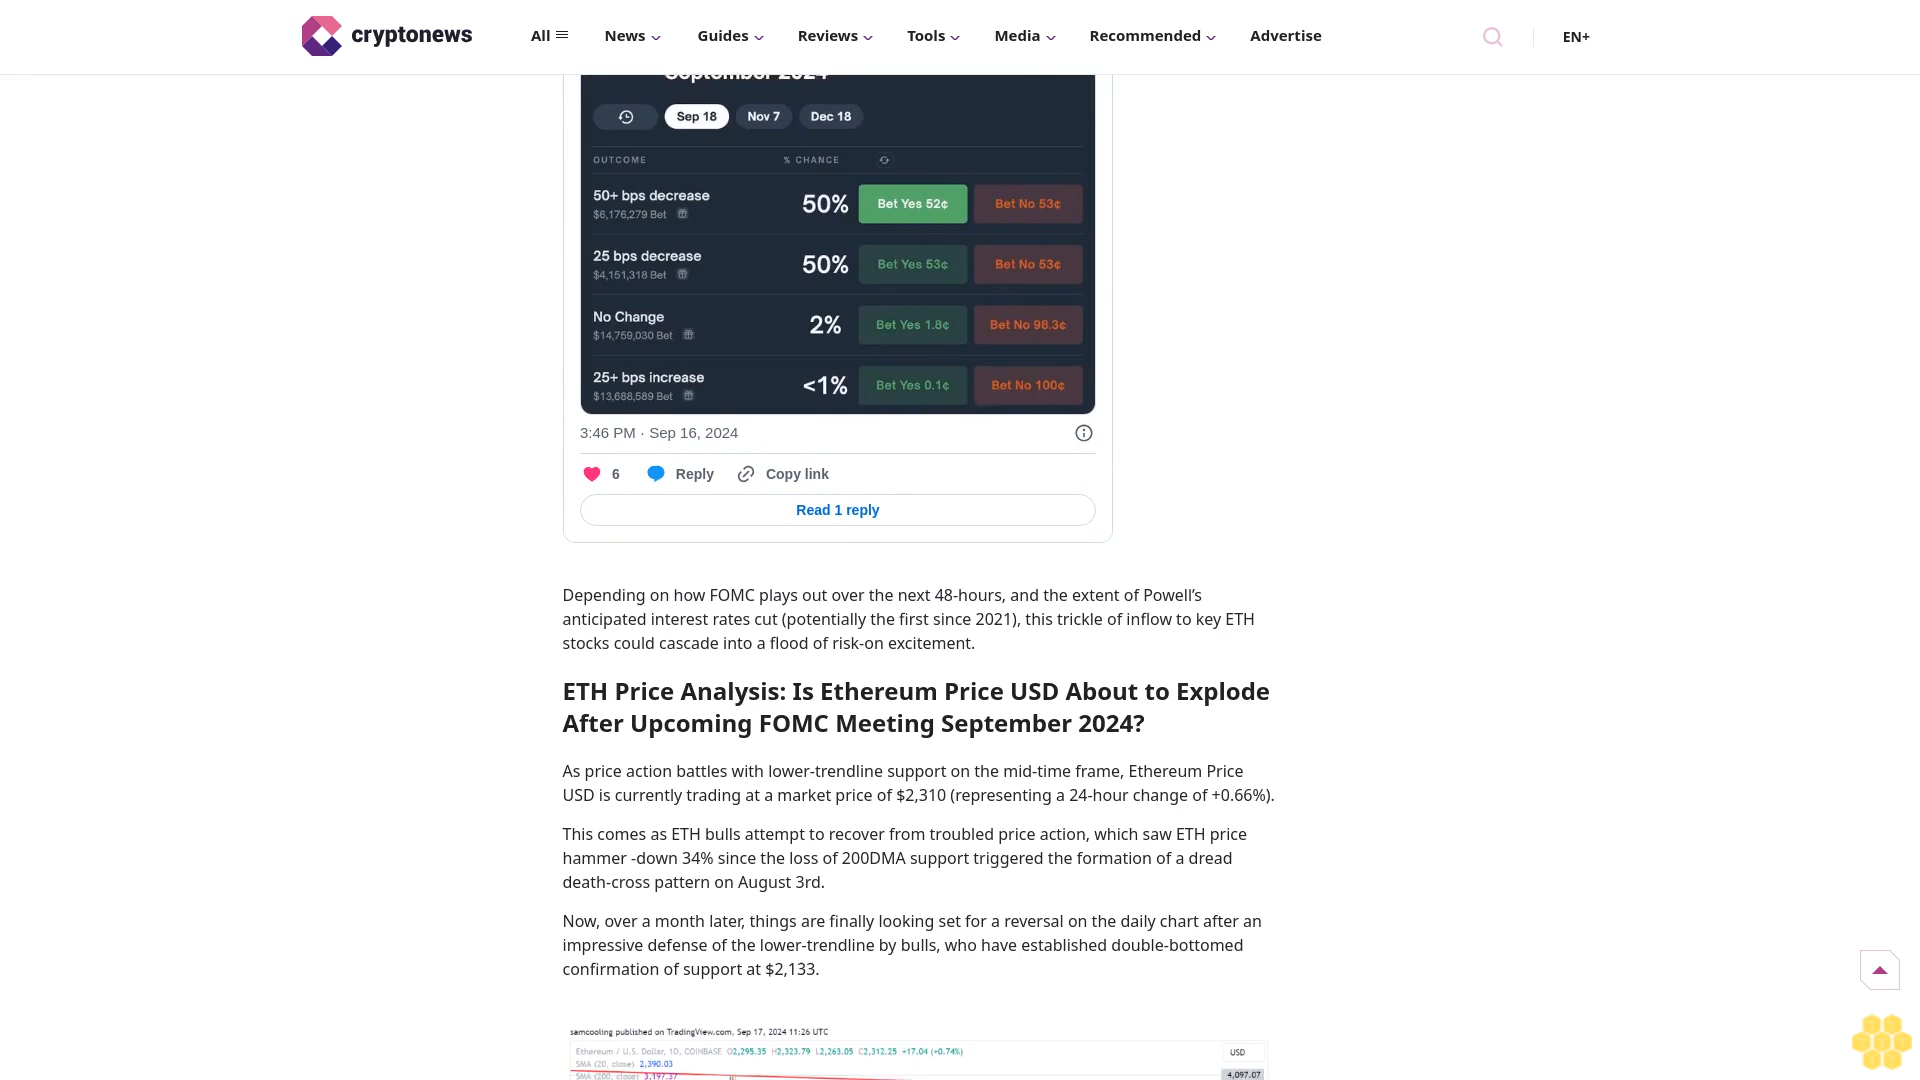 cryptonews
All
News
Guides
Reviews
Tools
Media
Recommended
Advertise
EN+
September 2024
Sep 18
Nov 7
Dec 18
OUTCOME
% CHANCE
50+ bps decrease
$6,176,279 Bet
50%
Bet Yes 52¢
Bet No 53¢
25 bps decrease
$4,151,318 Bet
50%
Bet Yes 53¢
Bet No 53¢
No Change
$14,759,030 Bet
2%
Bet Yes 1.8¢
Bet No 98.3¢
25+ bps increase
$13,688,589 Bet
<1%
Bet Yes 0.1¢
Bet No 100¢
3:46 PM · Sep 16, 2024
6
Reply
Copy link
Read 1 reply
Depending on how FOMC plays out over the next 48-hours, and the extent of Powell’s
anticipated interest rates cut (potentially the first since 2021), this trickle of inflow to key ETH
stocks could cascade into a flood of risk-on excitement.
ETH Price Analysis: Is Ethereum Price USD About to Explode
After Upcoming FOMC Meeting September 2024?
As price action battles with lower-trendline support on the mid-time frame, Ethereum Price
USD is currently trading at a market price of $2,310 (representing a 24-hour change of +0.66%).
This comes as ETH bulls attempt to recover from troubled price action, which saw ETH price
hammer -down 34% since the loss of 200DMA support triggered the formation of a dread
death-cross pattern on August 3rd.
Now, over a month later, things are finally looking set for a reversal on the daily chart after an
impressive defense of the lower-trendline by bulls, who have established double-bottomed
confirmation of support at $2,133.
samcooling published on TradingView.com, Sep 17, 2024 11:26 UTC
Ethereum / U.S. Dollar, 1D, COINBASE O2,295.35 H2,323.79 L2,263.05 C2,312.25 +17.04 (+0.74%)
USD
SMA (20, close) 2,390.03
SMA (200, close) 3,197.37
4,097.07